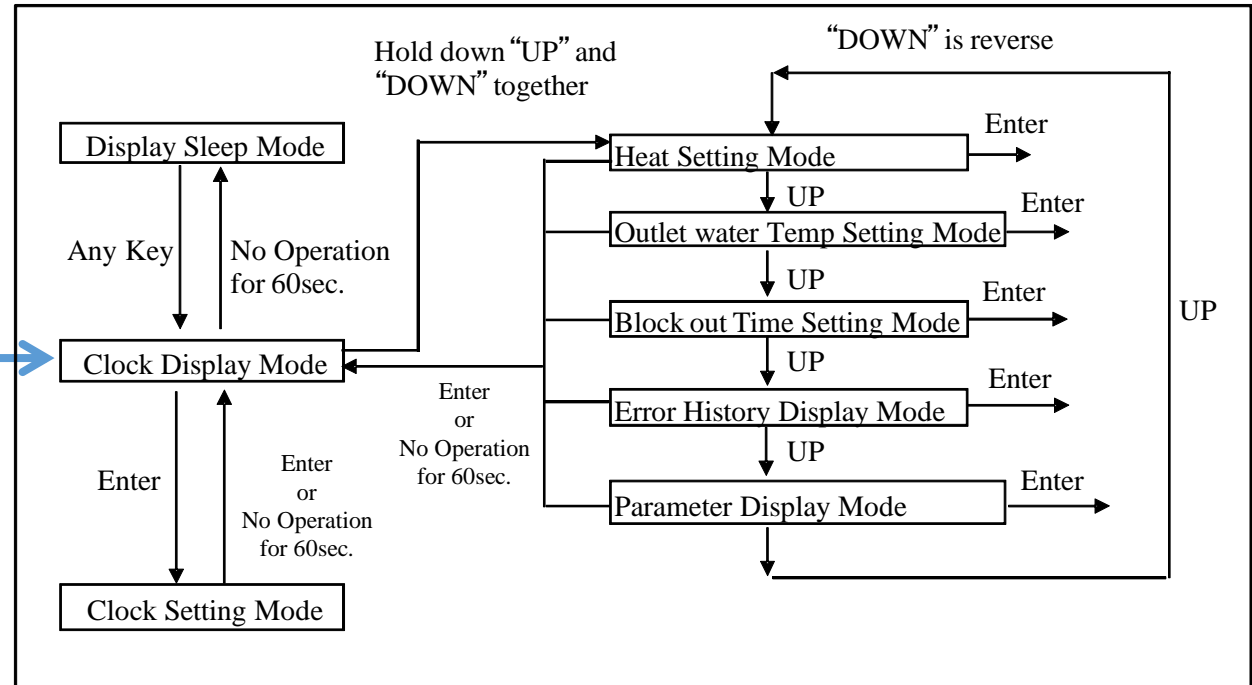 Hold down “UP” and
“DOWN” together
“DOWN” is reverse
Display Sleep Mode
Any Key
No Operation
for 60sec.
Clock Display Mode
Enter
Enter
or
No Operation
for 60sec.
Clock Setting Mode
Enter
or
No Operation
for 60sec.
Heat Setting Mode
Enter
UP
Outlet water Temp Setting Mode
Enter
UP
Block out Time Setting Mode
Enter
UP
Error History Display Mode
Enter
UP
Parameter Display Mode
Enter
UP